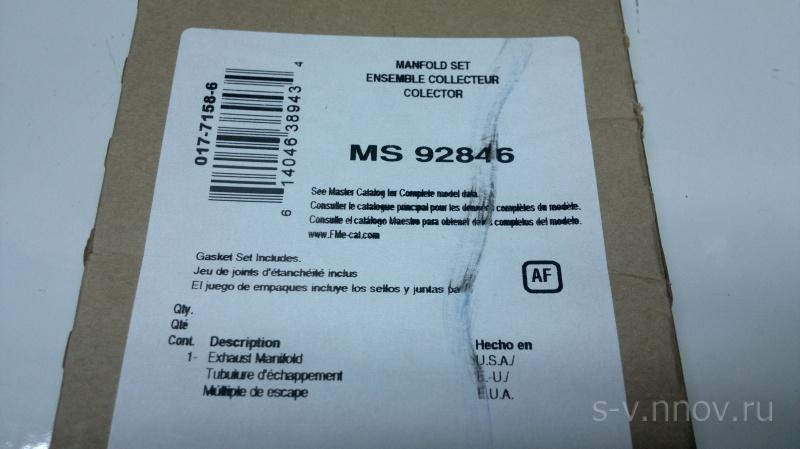 MANFOLD SET
ENSEMBLE COLLECTEUR
COLECTOR
017-7158-6
6 14046 38943 4
MS 92846
See Master Catalog for Complete model data
Consulter le catalogue principal pour les données complètes du modèle.
Consulte el catálogo Maestro para obtener datos completos del modelo.
www.FMe-cat.com
Gasket Set Includes.
Jeu de joints d'étanchéité inclus
El juego de empaques incluye los sellos y juntas pa
AF
Qty.
Qté
Cont. Description Hecho en
1- Exhaust Manifold U.S.A./
Tubulure d'échappement E.-U./
Múltiple de escape E.U.A.
s-v.nnov.ru